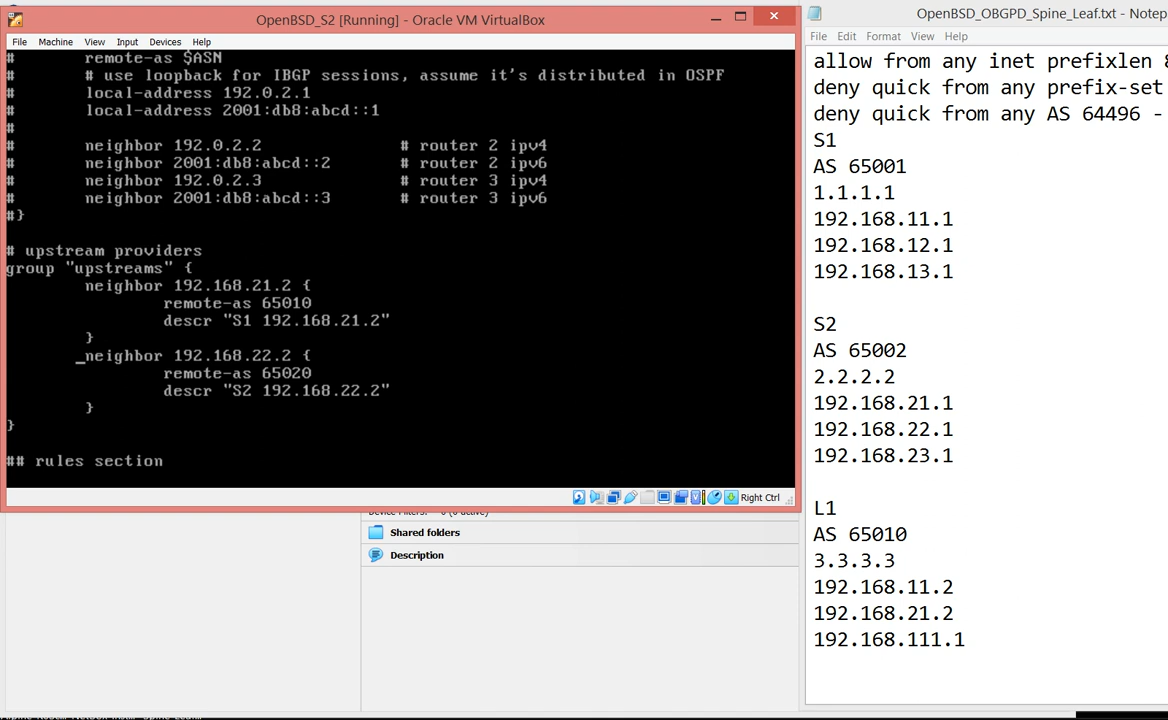 OpenBSD_S2 [Running] - Oracle VM VirtualBox
File Machine View Input Devices Help
#        remote-as $ASN
#        # use loopback for IBGP sessions, assume it's distributed in OSPF
#        local-address 192.0.2.1
#        local-address 2001:db8:abcd::1
#
#        neighbor 192.0.2.2              # router 2 ipv4
#        neighbor 2001:db8:abcd::2       # router 2 ipv6
#        neighbor 192.0.2.3              # router 3 ipv4
#        neighbor 2001:db8:abcd::3       # router 3 ipv6
#}
# upstream providers
group "upstreams" {
        neighbor 192.168.21.2 {
                remote-as 65010
                descr "S1 192.168.21.2"
        }
       _neighbor 192.168.22.2 {
                remote-as 65020
                descr "S2 192.168.22.2"
        }
}
## rules section
Right Ctrl
Shared folders
Description
OpenBSD_OBGPD_Spine_Leaf.txt - Notep
File Edit Format View Help
allow from any inet prefixlen 8
deny quick from any prefix-set
deny quick from any AS 64496 -
S1
AS 65001
1.1.1.1
192.168.11.1
192.168.12.1
192.168.13.1
S2
AS 65002
2.2.2.2
192.168.21.1
192.168.22.1
192.168.23.1
L1
AS 65010
3.3.3.3
192.168.11.2
192.168.21.2
192.168.111.1